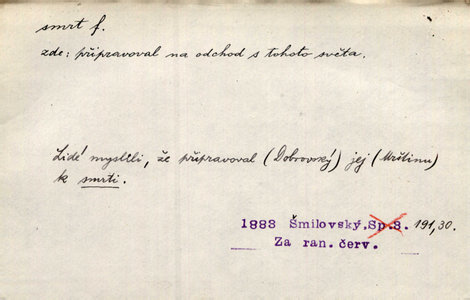 smrt f.
zde: připravoval na odchod s tohoto světa.
Lidé myslili, že připravoval (Dobrovský) jej (Mrštinu)
k smrti.
1883 Šmilovský, Sp.3. 191,30.
Za ran. červ.